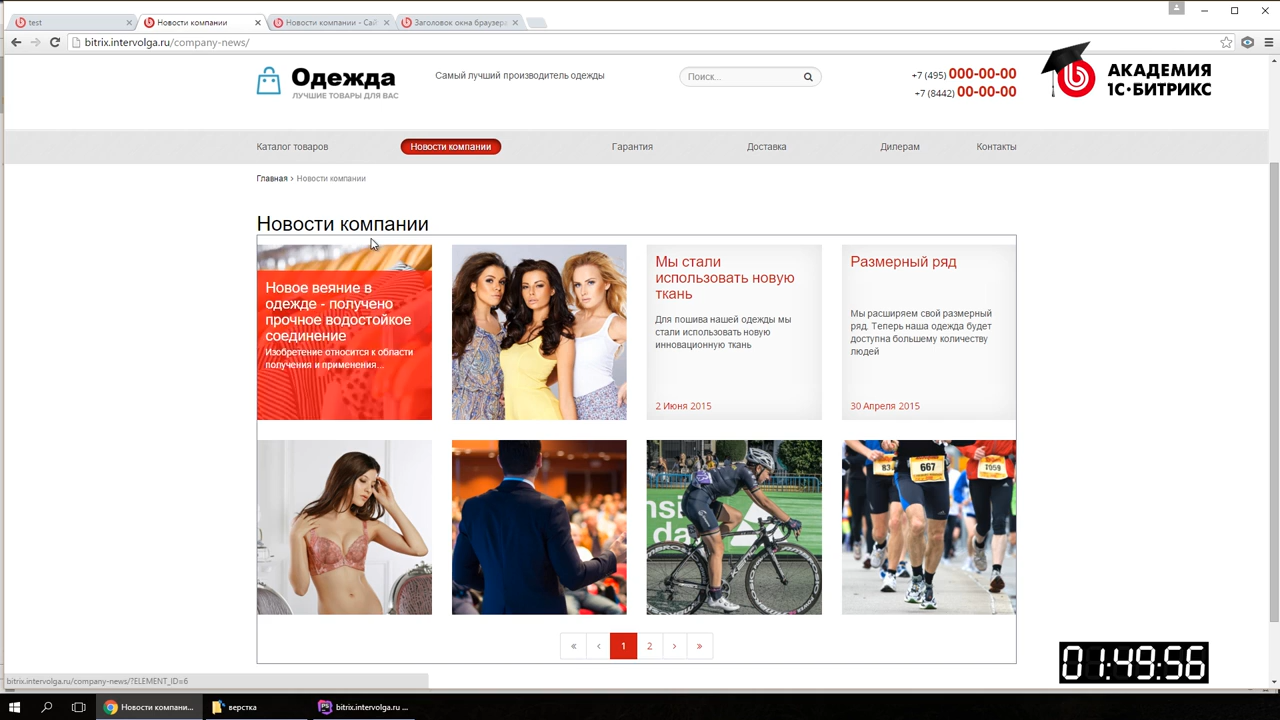 test
Новости компании
Новости компании - Сай
Заголовок окна браузера
bitrix.intervolga.ru/company-news/
Одежда
ЛУЧШИЕ ТОВАРЫ ДЛЯ ВАС
Самый лучший производитель одежды
Поиск...
+7 (495) 000-00-00
+7 (8442) 00-00-00
АКАДЕМИЯ
1С·БИТРИКС
Каталог товаров
Новости компании
Гарантия
Доставка
Дилерам
Контакты
Главная › Новости компании
Новости компании
Новое веяние в
одежде - получено
прочное водостойкое
соединение
Изобретение относится к области
получения и применения...
Мы стали
использовать новую
ткань
Для пошива нашей одежды мы
стали использовать новую
инновационную ткань
2 Июня 2015
Размерный ряд
Мы расширяем свой размерный
ряд. Теперь наша одежда будет
доступна большему количеству
людей
30 Апреля 2015
667
1059
« ‹ 1 2 › »
01:49:56
bitrix.intervolga.ru/company-news/?ELEMENT_ID=6
Новости компани...
верстка
bitrix.intervolga.ru ...